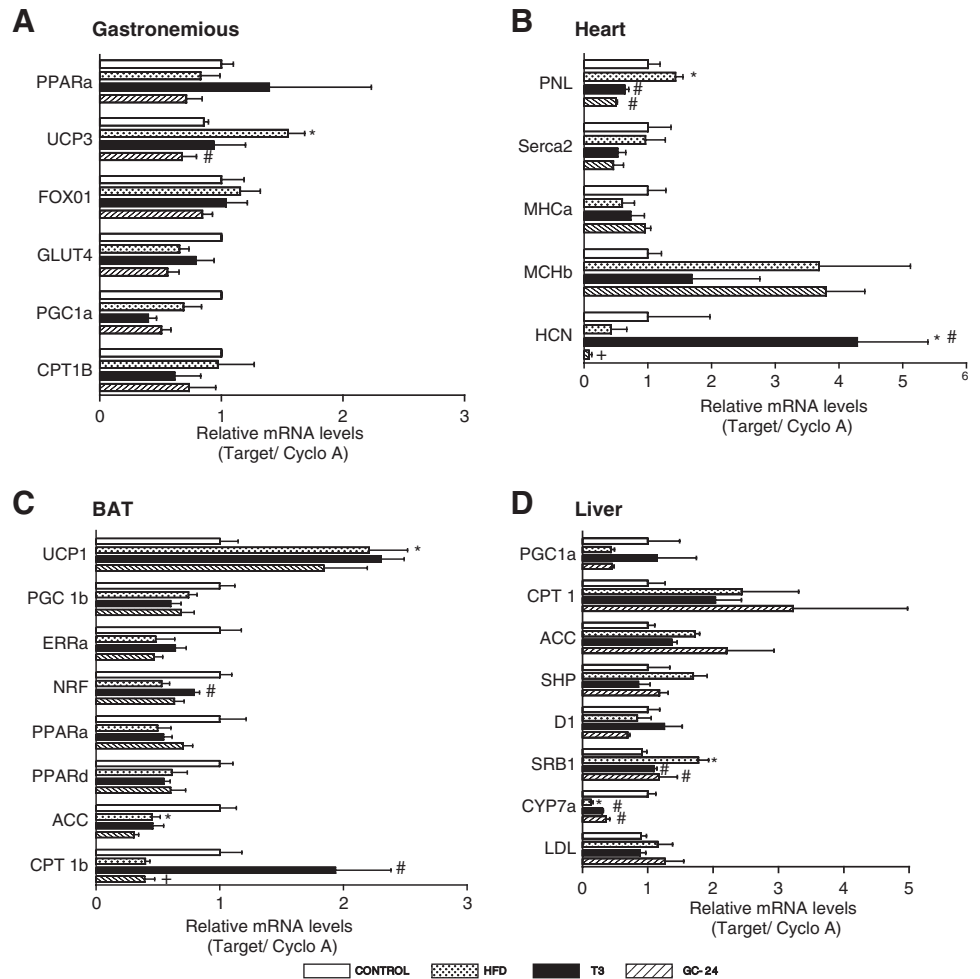 A Gastronemious
PPARa
UCP3 *
#
FOX01
GLUT4
PGC1a
CPT1B
0 1 2 3
Relative mRNA levels
(Target/ Cyclo A)
B Heart
PNL *
#
#
Serca2
MHCa
MCHb
HCN * #
+
0 1 2 3 4 5 6
Relative mRNA levels
(Target/ Cyclo A)
C BAT
UCP1 *
PGC 1b
ERRa
NRF #
PPARa
PPARd
ACC *
CPT 1b #
+
0 1 2 3
Relative mRNA levels
(Target/ Cyclo A)
D Liver
PGC1a
CPT 1
ACC
SHP
D1
SRB1 *
#
#
CYP7a * #
#
LDL
0 1 2 3 4 5
Relative mRNA levels
(Target/ Cyclo A)
CONTROL HFD T3 GC-24